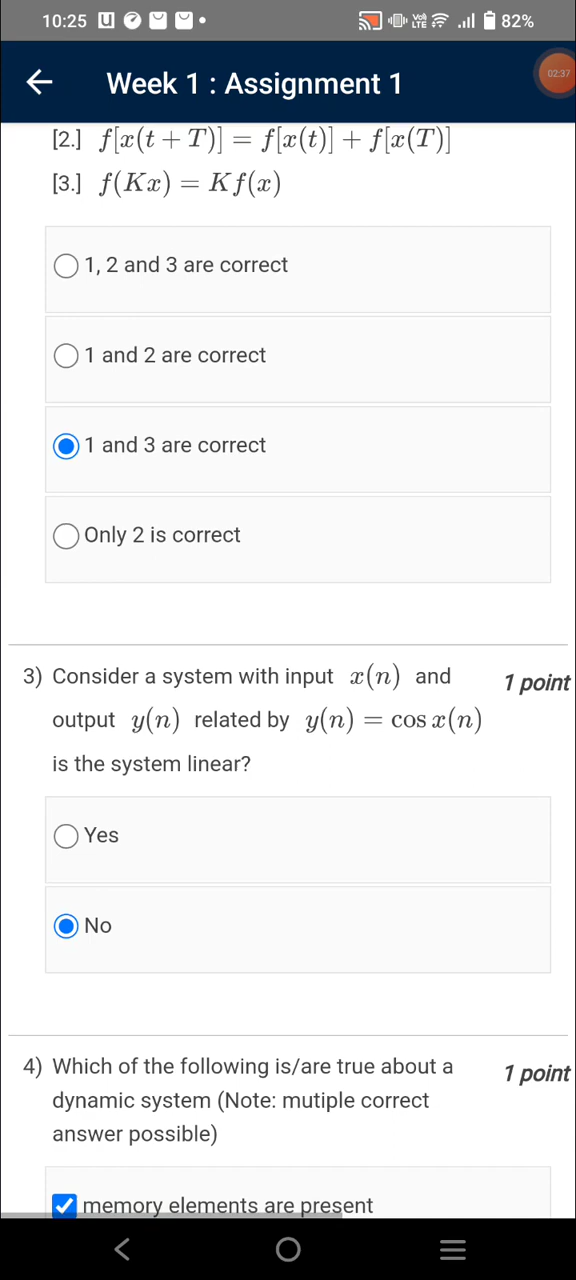 10:25 U VoD LTE 82%
Week 1 : Assignment 1
02:37
[2.] f[x(t + T)] = f[x(t)] + f[x(T)]
[3.] f(Kx) = Kf(x)
1, 2 and 3 are correct
1 and 2 are correct
1 and 3 are correct
Only 2 is correct
3) Consider a system with input x(n) and
1 point
output y(n) related by y(n) = cos x(n)
is the system linear?
Yes
No
4) Which of the following is/are true about a
1 point
dynamic system (Note: mutiple correct
answer possible)
memory elements are present